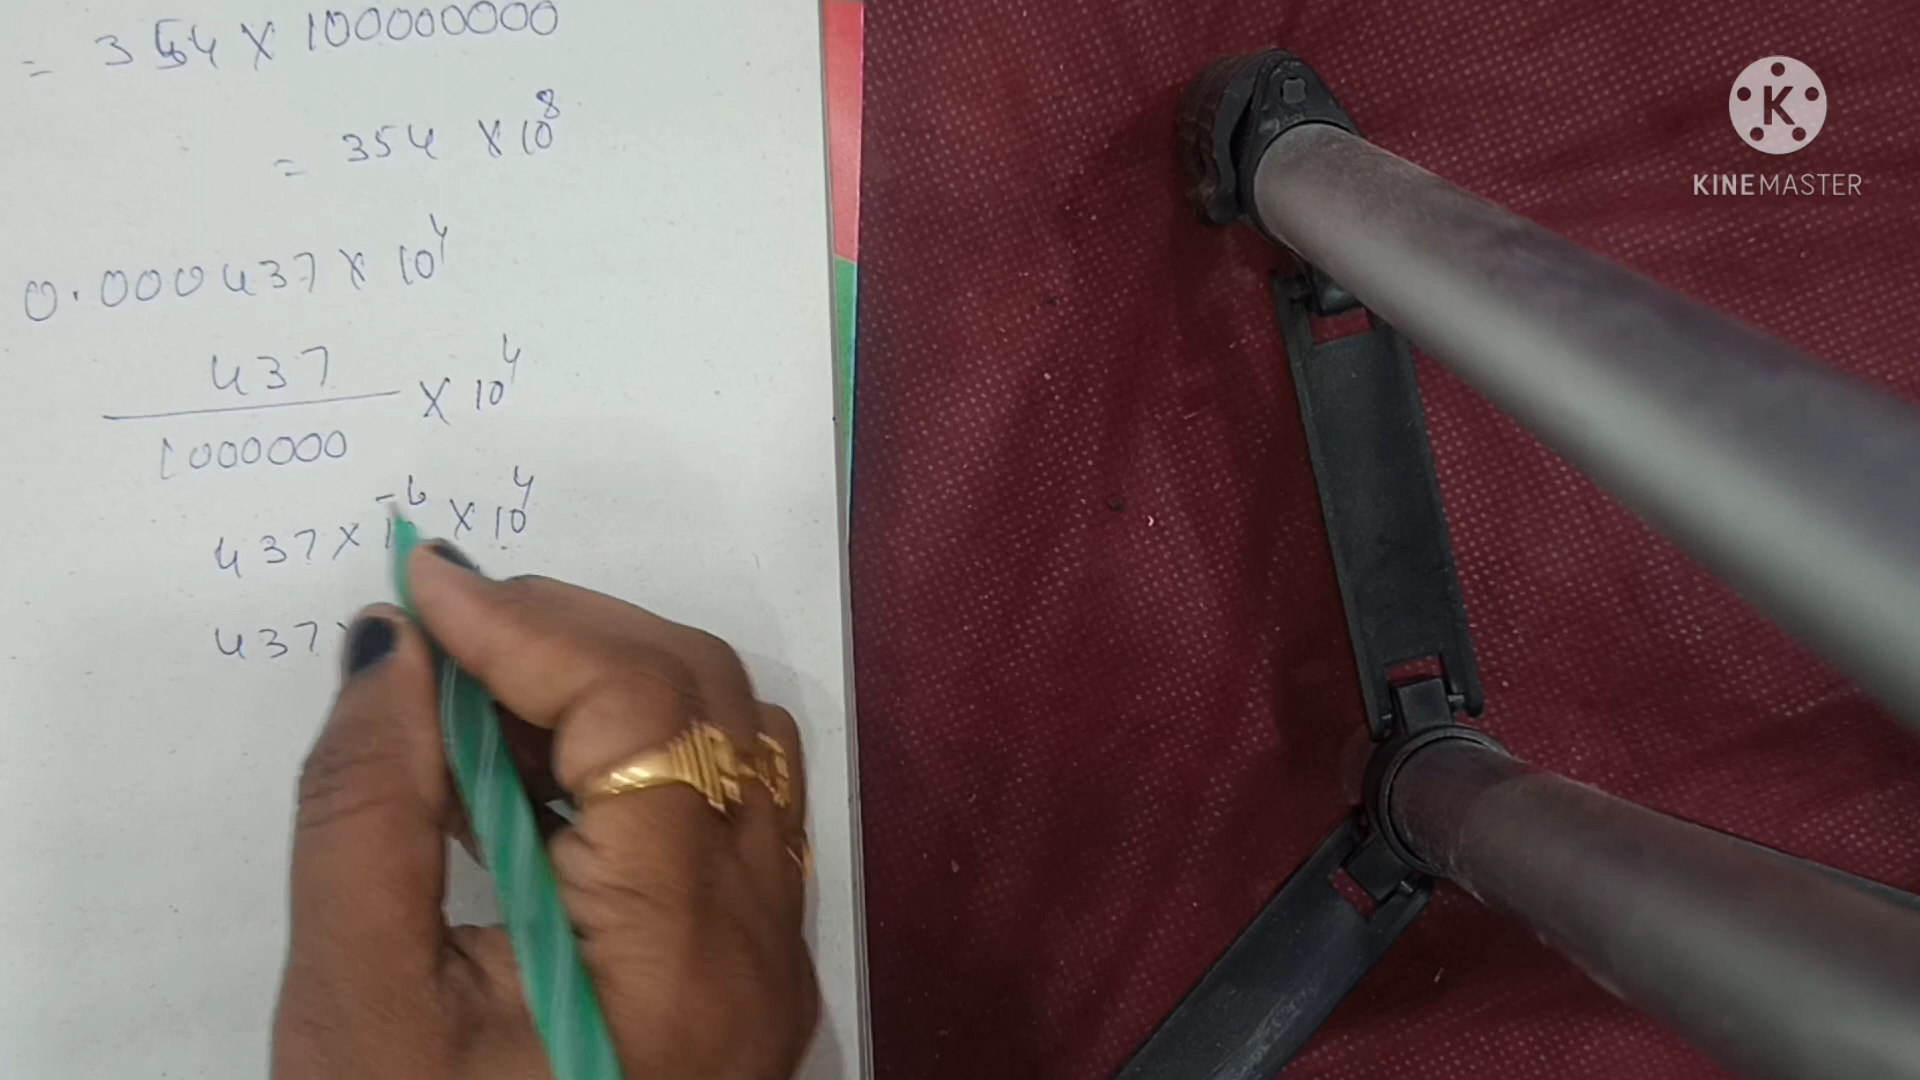 = 354 X 100000000
= 354 X 10⁸
0.000437 X 10⁴
437
1000000
X 10⁴
437 X 10⁻⁶ X 10⁴
437 X
K
KINEMASTER